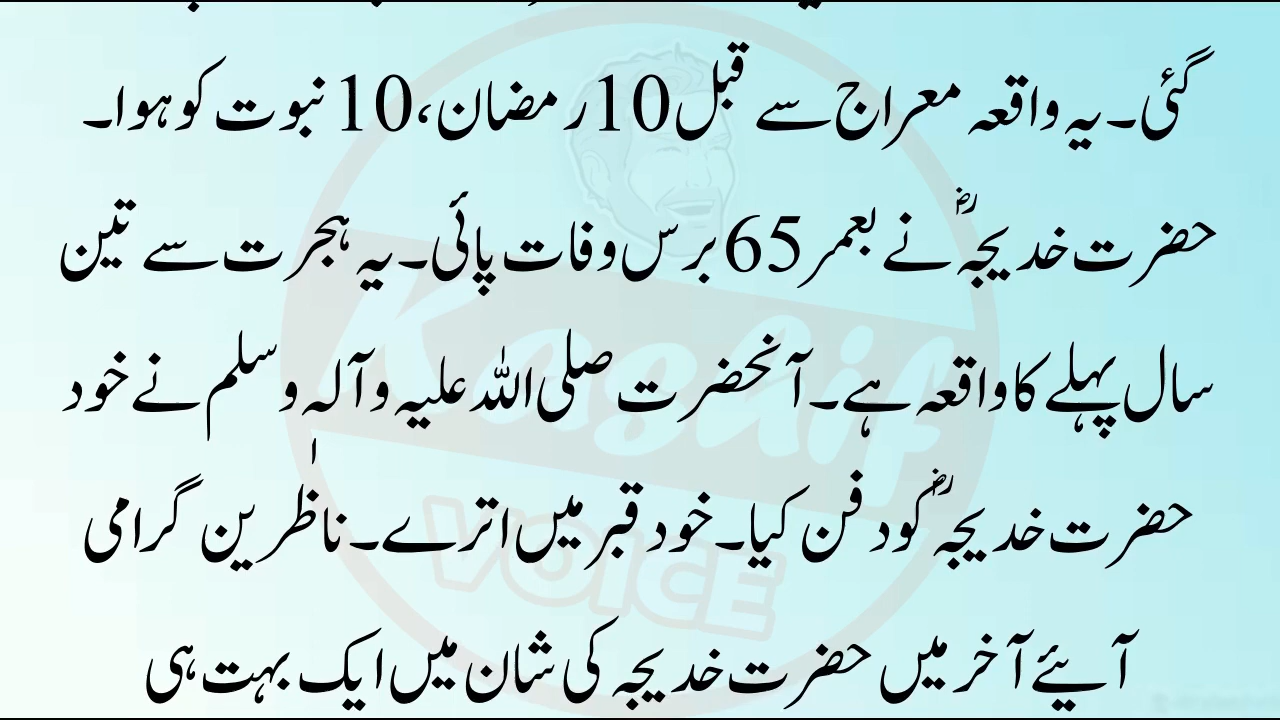 گئی۔ یہ واقعہ معراج سے قبل 10 رمضان، 10 نبوت کو ہوا۔
حضرت خدیجہؓ نے بعمر 65 برس وفات پائی۔ یہ ہجرت سے تین
سال پہلے کا واقعہ ہے۔ آنحضرت صلی اللہ علیہ وآلہٖ وسلم نے خود
حضرت خدیجہؓ کو دفن کیا۔ خود قبر میں اترے۔ ناظرین گرامی
آیئے آخر میں حضرت خدیجہ کی شان میں ایک بہت ہی
Kashif
VOICE